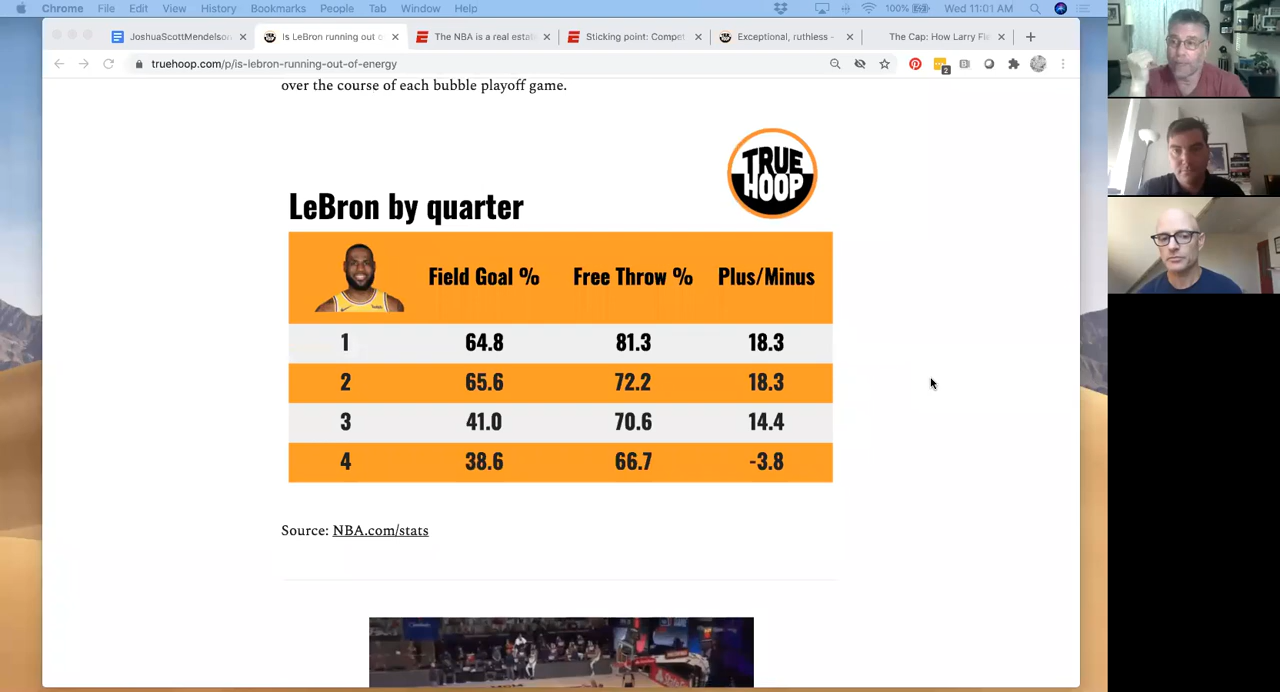 Chrome File Edit View History Bookmarks People Tab Window Help 100% Wed 11:01 AM
JoshuaScottMendelso Is LeBron running out o The NBA is a real esta Sticking point: Compet Exceptional, ruthless - The Cap: How Larry Fle
truehoop.com/p/is-lebron-running-out-of-energy 2
over the course of each bubble playoff game.
TRUE
HOOP
LeBron by quarter
Field Goal % Free Throw % Plus/Minus
1 64.8 81.3 18.3
2 65.6 72.2 18.3
3 41.0 70.6 14.4
4 38.6 66.7 -3.8
Source: NBA.com/stats